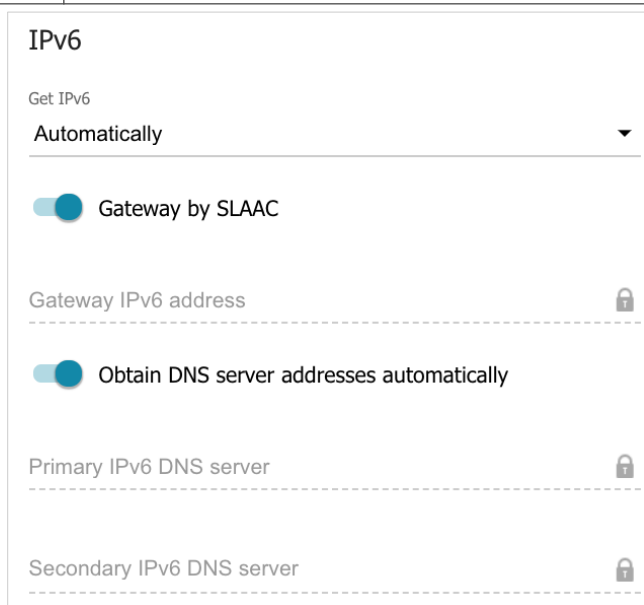 IPv6
Get IPv6
Automatically
Gateway by SLAAC
Gateway IPv6 address
Obtain DNS server addresses automatically
Primary IPv6 DNS server
Secondary IPv6 DNS server